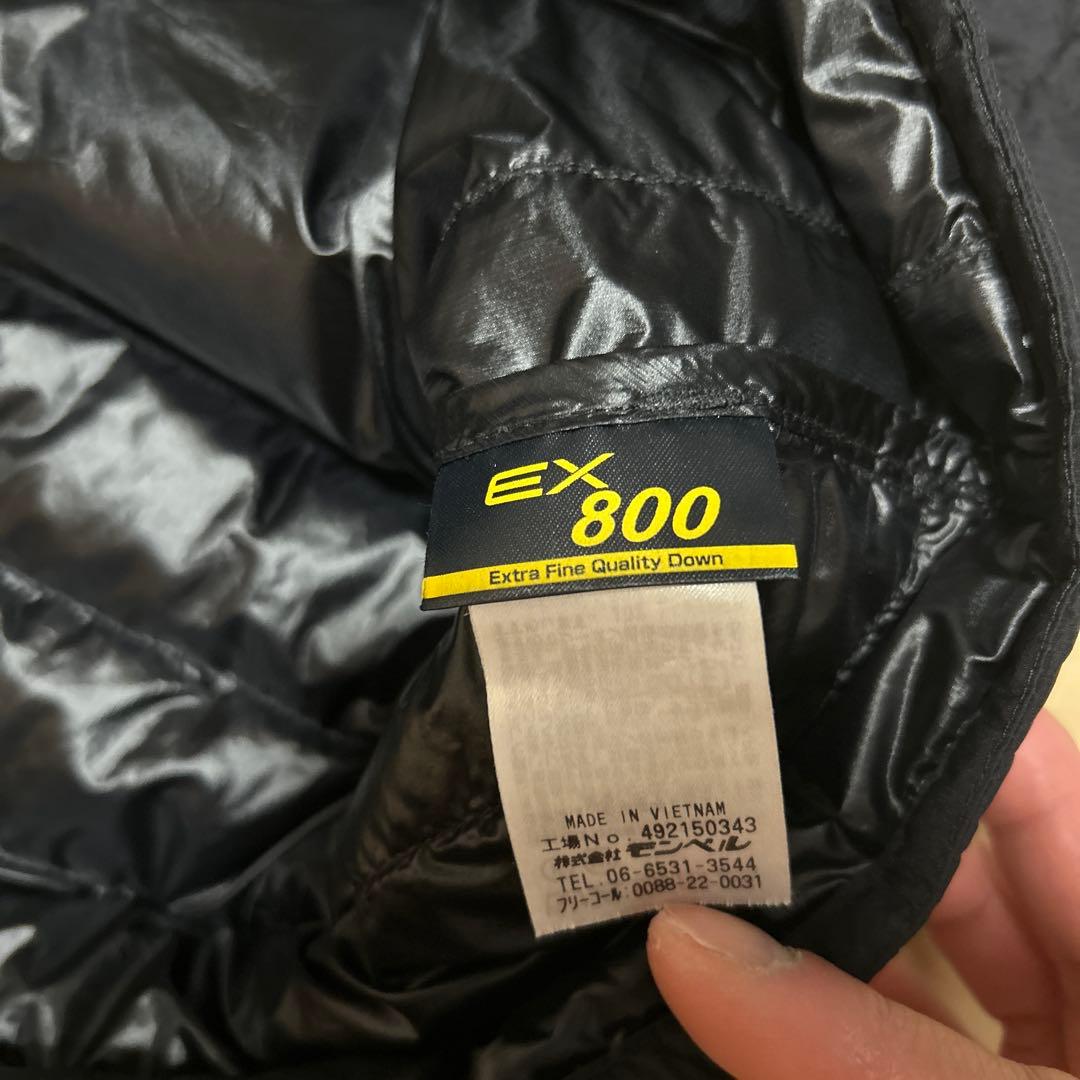 EX
800
Extra Fine Quality Down
MADE IN VIETNAM
工場No.492150343
株式会社モンベル
TEL.06-6531-3544
フリーコール:0088-22-0031